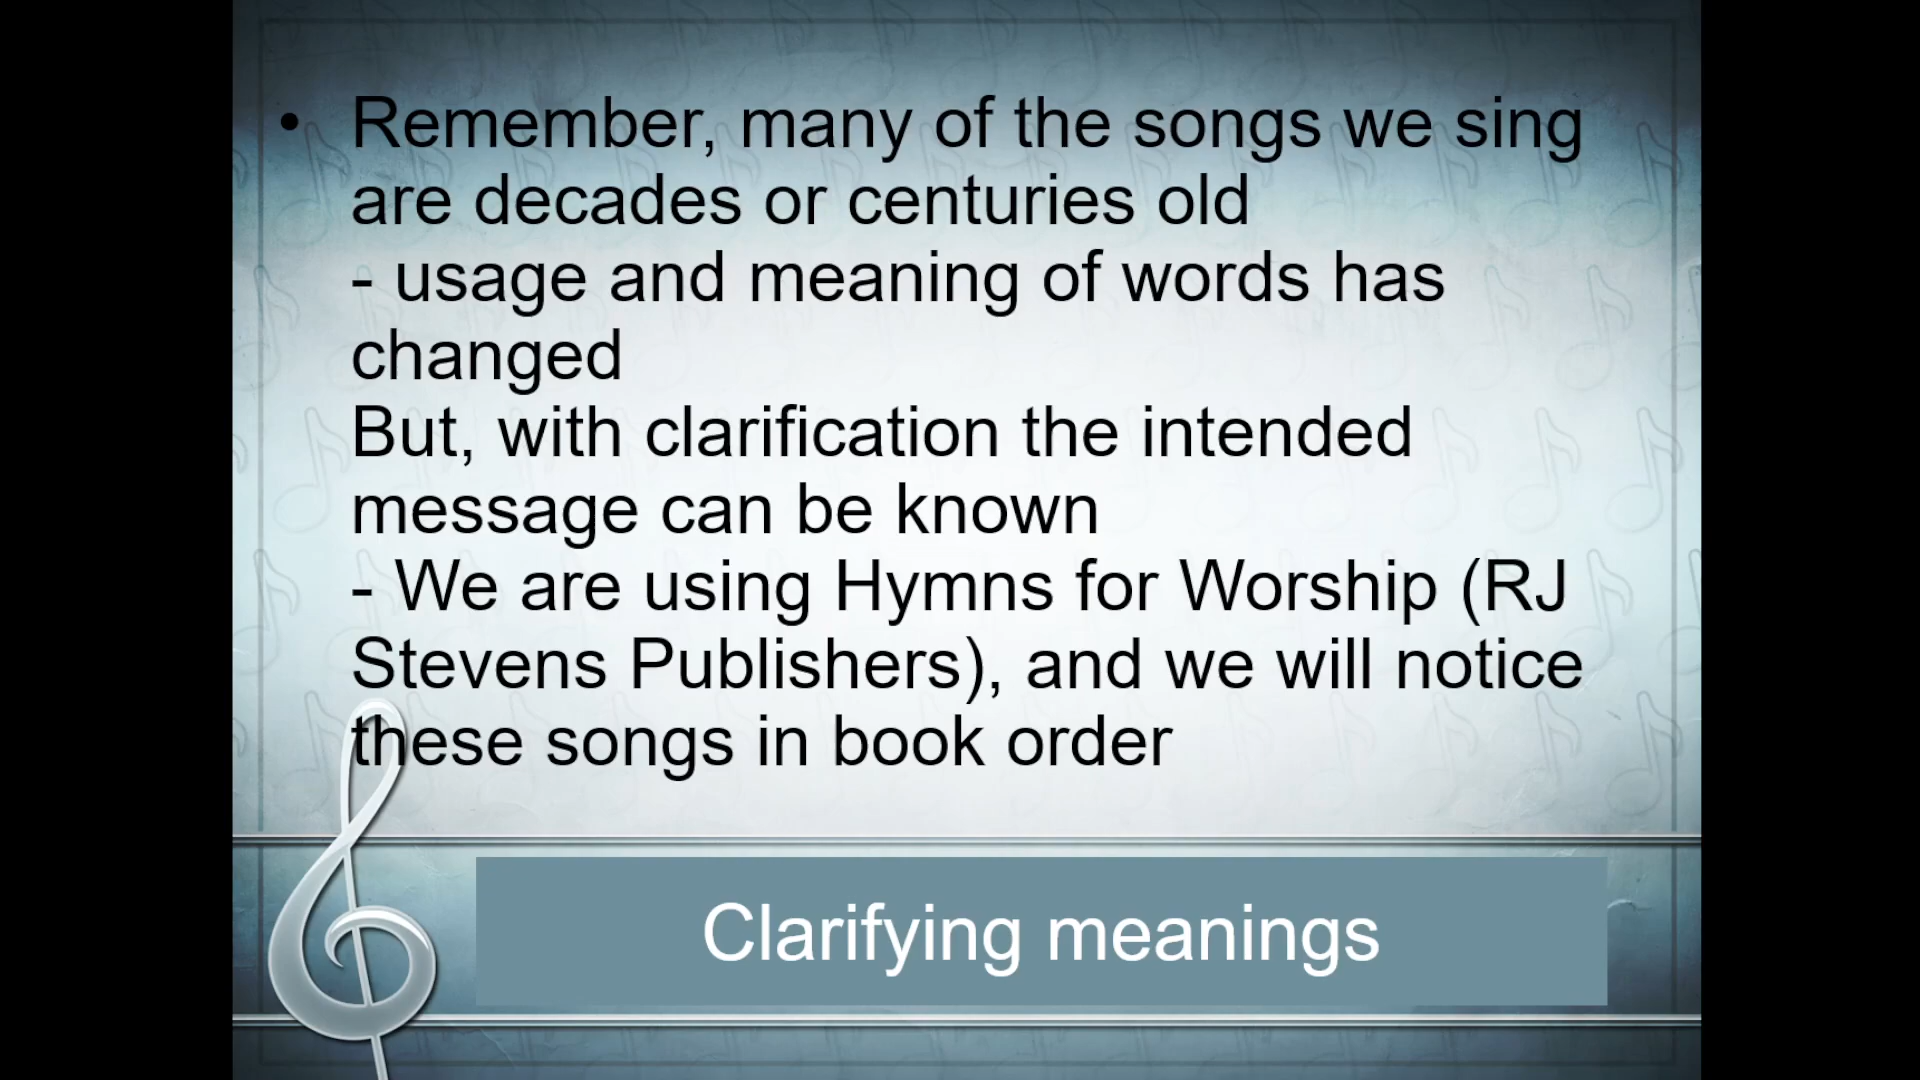 • Remember, many of the songs we sing
are decades or centuries old
- usage and meaning of words has
changed
But, with clarification the intended
message can be known
- We are using Hymns for Worship (RJ
Stevens Publishers), and we will notice
these songs in book order
Clarifying meanings